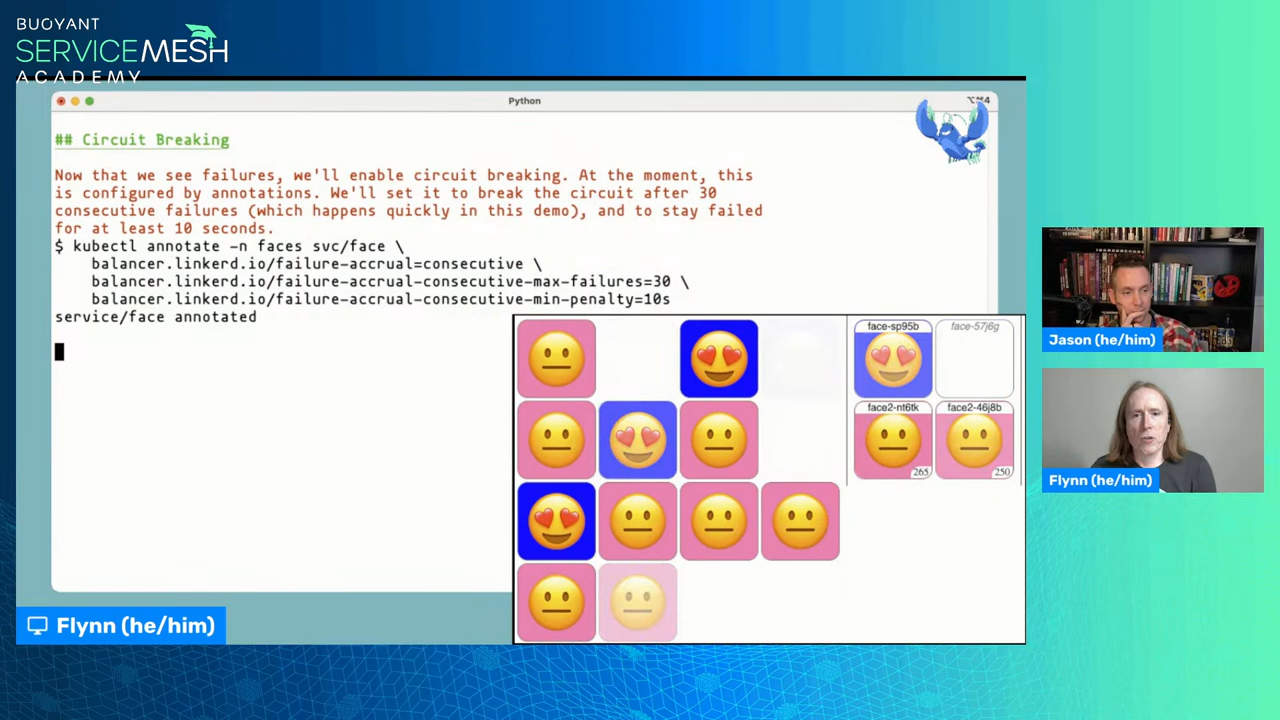 BUOYANT
SERVICEMESH
ACADEMY
Python
⌥⌘4
## Circuit Breaking
Now that we see failures, we'll enable circuit breaking. At the moment, this
is configured by annotations. We'll set it to break the circuit after 30
consecutive failures (which happens quickly in this demo), and to stay failed
for at least 10 seconds.
$ kubectl annotate -n faces svc/face \
balancer.linkerd.io/failure-accrual=consecutive \
balancer.linkerd.io/failure-accrual-consecutive-max-failures=30 \
balancer.linkerd.io/failure-accrual-consecutive-min-penalty=10s
service/face annotated
face-sp95b
face-57j6g
face2-nt6tk
face2-46j8b
265
250
Jason (he/him)
Flynn (he/him)
Flynn (he/him)